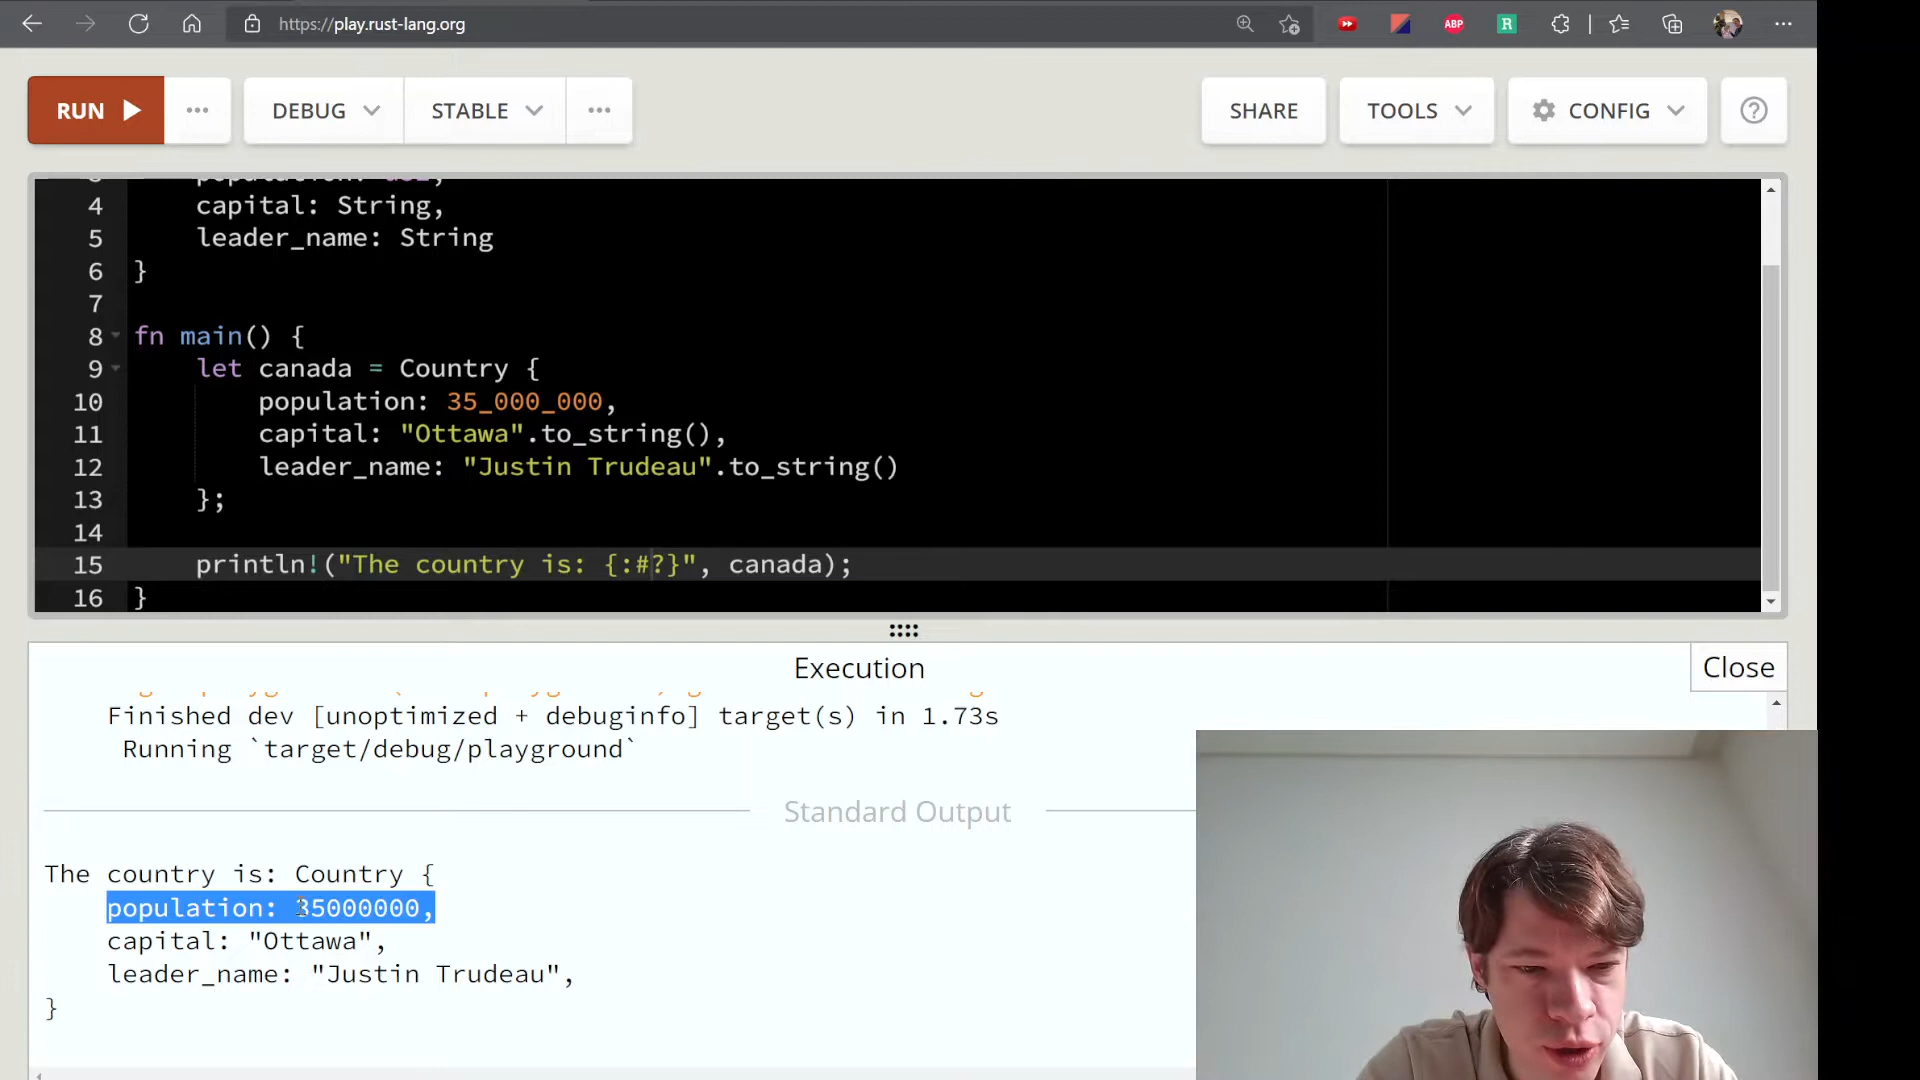 https://play.rust-lang.org
ABP
R
RUN
DEBUG
STABLE
SHARE
TOOLS
CONFIG
?
4 capital: String,
5 leader_name: String
6 }
7
8 fn main() {
9 let canada = Country {
10 population: 35_000_000,
11 capital: "Ottawa".to_string(),
12 leader_name: "Justin Trudeau".to_string()
13 };
14
15 println!("The country is: {:#?}", canada);
16 }
Execution
Close
Finished dev [unoptimized + debuginfo] target(s) in 1.73s
Running `target/debug/playground`
Standard Output
The country is: Country {
population: 35000000,
capital: "Ottawa",
leader_name: "Justin Trudeau",
}